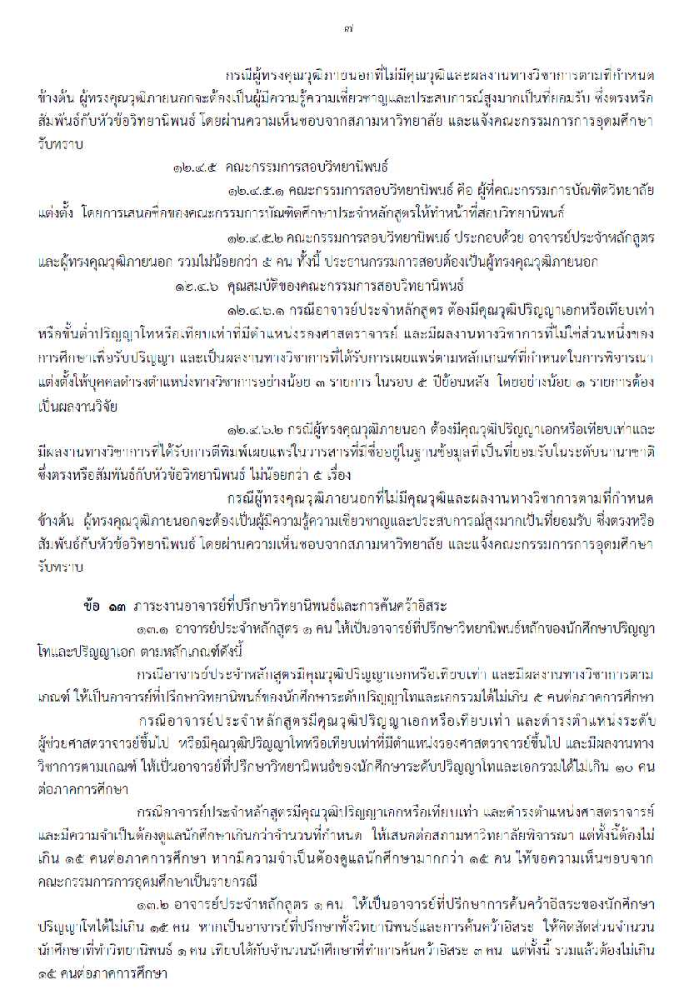 ๗
กรณีผู้ทรงคุณวุฒิภายนอกที่ไม่มีคุณวุฒิและผลงานทางวิชาการตามที่กำหนด
ข้างต้น ผู้ทรงคุณวุฒิภายนอกจะต้องเป็นผู้มีความรู้ความเชี่ยวชาญและประสบการณ์สูงมากเป็นที่ยอมรับ ซึ่งตรงหรือ
สัมพันธ์กับหัวข้อวิทยานิพนธ์ โดยผ่านความเห็นชอบจากสภามหาวิทยาลัย และแจ้งคณะกรรมการการอุดมศึกษา
รับทราบ
๑๒.๔.๕ คณะกรรมการสอบวิทยานิพนธ์
๑๒.๔.๕.๑ คณะกรรมการสอบวิทยานิพนธ์ คือ ผู้ที่คณะกรรมการบัณฑิตวิทยาลัย
แต่งตั้ง โดยการเสนอชื่อของคณะกรรมการบัณฑิตศึกษาประจำหลักสูตรให้ทำหน้าที่สอบวิทยานิพนธ์
๑๒.๔.๕.๒ คณะกรรมการสอบวิทยานิพนธ์ ประกอบด้วย อาจารย์ประจำหลักสูตร
และผู้ทรงคุณวุฒิภายนอก รวมไม่น้อยกว่า ๕ คน ทั้งนี้ ประธานกรรมการสอบต้องเป็นผู้ทรงคุณวุฒิภายนอก
๑๒.๔.๖ คุณสมบัติของคณะกรรมการสอบวิทยานิพนธ์
๑๒.๔.๖.๑ กรณีอาจารย์ประจำหลักสูตร ต้องมีคุณวุฒิปริญญาเอกหรือเทียบเท่า
หรือขั้นต่ำปริญญาโทหรือเทียบเท่าที่มีตำแหน่งรองศาสตราจารย์ และมีผลงานทางวิชาการที่ไม่ใช่ส่วนหนึ่งของ
การศึกษาเพื่อรับปริญญา และเป็นผลงานทางวิชาการที่ได้รับการเผยแพร่ตามหลักเกณฑ์ที่กำหนดในการพิจารณา
แต่งตั้งให้บุคคลดำรงตำแหน่งทางวิชาการอย่างน้อย ๓ รายการ ในรอบ ๕ ปีย้อนหลัง โดยอย่างน้อย ๑ รายการต้อง
เป็นผลงานวิจัย
๑๒.๔.๖.๒ กรณีผู้ทรงคุณวุฒิภายนอก ต้องมีคุณวุฒิปริญญาเอกหรือเทียบเท่าและ
มีผลงานทางวิชาการที่ได้รับการตีพิมพ์เผยแพร่ในวารสารที่มีชื่ออยู่ในฐานข้อมูลที่เป็นที่ยอมรับในระดับนานาชาติ
ซึ่งตรงหรือสัมพันธ์กับหัวข้อวิทยานิพนธ์ ไม่น้อยกว่า ๕ เรื่อง
กรณีผู้ทรงคุณวุฒิภายนอกที่ไม่มีคุณวุฒิและผลงานทางวิชาการตามที่กำหนด
ข้างต้น ผู้ทรงคุณวุฒิภายนอกจะต้องเป็นผู้มีความรู้ความเชี่ยวชาญและประสบการณ์สูงมากเป็นที่ยอมรับ ซึ่งตรงหรือ
สัมพันธ์กับหัวข้อวิทยานิพนธ์ โดยผ่านความเห็นชอบจากสภามหาวิทยาลัย และแจ้งคณะกรรมการการอุดมศึกษา
รับทราบ
ข้อ ๑๓ ภาระงานอาจารย์ที่ปรึกษาวิทยานิพนธ์และการค้นคว้าอิสระ
๑๓.๑ อาจารย์ประจำหลักสูตร ๑ คน ให้เป็นอาจารย์ที่ปรึกษาวิทยานิพนธ์หลักของนักศึกษาปริญญา
โทและปริญญาเอก ตามหลักเกณฑ์ดังนี้
กรณีอาจารย์ประจำหลักสูตรมีคุณวุฒิปริญญาเอกหรือเทียบเท่า และมีผลงานทางวิชาการตาม
เกณฑ์ ให้เป็นอาจารย์ที่ปรึกษาวิทยานิพนธ์ของนักศึกษาระดับปริญญาโทและเอกรวมได้ไม่เกิน ๕ คนต่อภาคการศึกษา
กรณีอาจารย์ประจำหลักสูตรมีคุณวุฒิปริญญาเอกหรือเทียบเท่า และดำรงตำแหน่งระดับ
ผู้ช่วยศาสตราจารย์ขึ้นไป หรือมีคุณวุฒิปริญญาโทหรือเทียบเท่าที่มีตำแหน่งรองศาสตราจารย์ขึ้นไป และมีผลงานทาง
วิชาการตามเกณฑ์ ให้เป็นอาจารย์ที่ปรึกษาวิทยานิพนธ์ของนักศึกษาระดับปริญญาโทและเอกรวมได้ไม่เกิน ๑๐ คน
ต่อภาคการศึกษา
กรณีอาจารย์ประจำหลักสูตรมีคุณวุฒิปริญญาเอกหรือเทียบเท่า และดำรงตำแหน่งศาสตราจารย์
และมีความจำเป็นต้องดูแลนักศึกษาเกินกว่าจำนวนที่กำหนด ให้เสนอต่อสภามหาวิทยาลัยพิจารณา แต่ทั้งนี้ต้องไม่
เกิน ๑๕ คนต่อภาคการศึกษา หากมีความจำเป็นต้องดูแลนักศึกษามากกว่า ๑๕ คน ให้ขอความเห็นชอบจาก
คณะกรรมการการอุดมศึกษาเป็นรายกรณี
๑๓.๒ อาจารย์ประจำหลักสูตร ๑ คน ให้เป็นอาจารย์ที่ปรึกษาการค้นคว้าอิสระของนักศึกษา
ปริญญาโทได้ไม่เกิน ๑๕ คน หากเป็นอาจารย์ที่ปรึกษาทั้งวิทยานิพนธ์และการค้นคว้าอิสระ ให้คิดสัดส่วนจำนวน
นักศึกษาที่ทำวิทยานิพนธ์ ๑ คน เทียบได้กับจำนวนนักศึกษาที่ทำการค้นคว้าอิสระ ๓ คน แต่ทั้งนี้ รวมแล้วต้องไม่เกิน
๑๕ คนต่อภาคการศึกษา